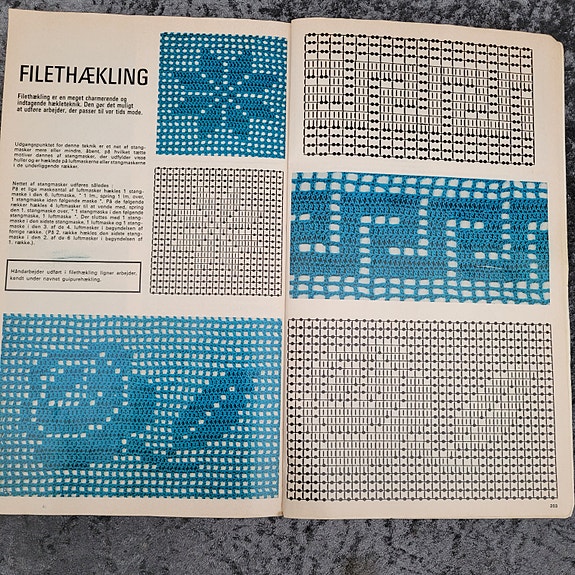 FILETHÆKLING
Filethækling er en meget charmerende og
indtagende hækleteknik. Den gør det muligt
at udføre arbejder, der passer til vor tids mode.
Udgangspunktet for denne teknik er et net af stang-
masker mere eller mindre, åbent, på hvilket tætte
motiver dannes af stangmasker, der udfylder visse
huller og er hæklede på luftmaskerne eller stangmaskerne
i de underliggende rækker.
Nettet af stangmasker udføres således
På et lige maskeantal af luftmasker hækles 1 stang-
maske i den 6. luftmaske, * 1 lm., spring 1 lm. over,
1 stangmaske iden følgende maske *. På de følgende
rækker hækles 4 luftmasker til at vende med, spring
den 1. stangmaske over, * 1 stangmaske i den følgende
stangmaske, 1 luftmaske *. Der sluttes med 1 stang-
maske i den sidste stangmaske, 1 luftmaske og 1 stang-
maske i den 3. af de 4. luftmasker i begyndelsen af
forrige række. (På 2. række hækles den sidste stang-
maske i den 2. af de 6 luftmasker i begyndelsen af
1. række.).
Håndarbejder udført i filethækling ligner arbejder,
kendt under navnet guipurehækling.
203